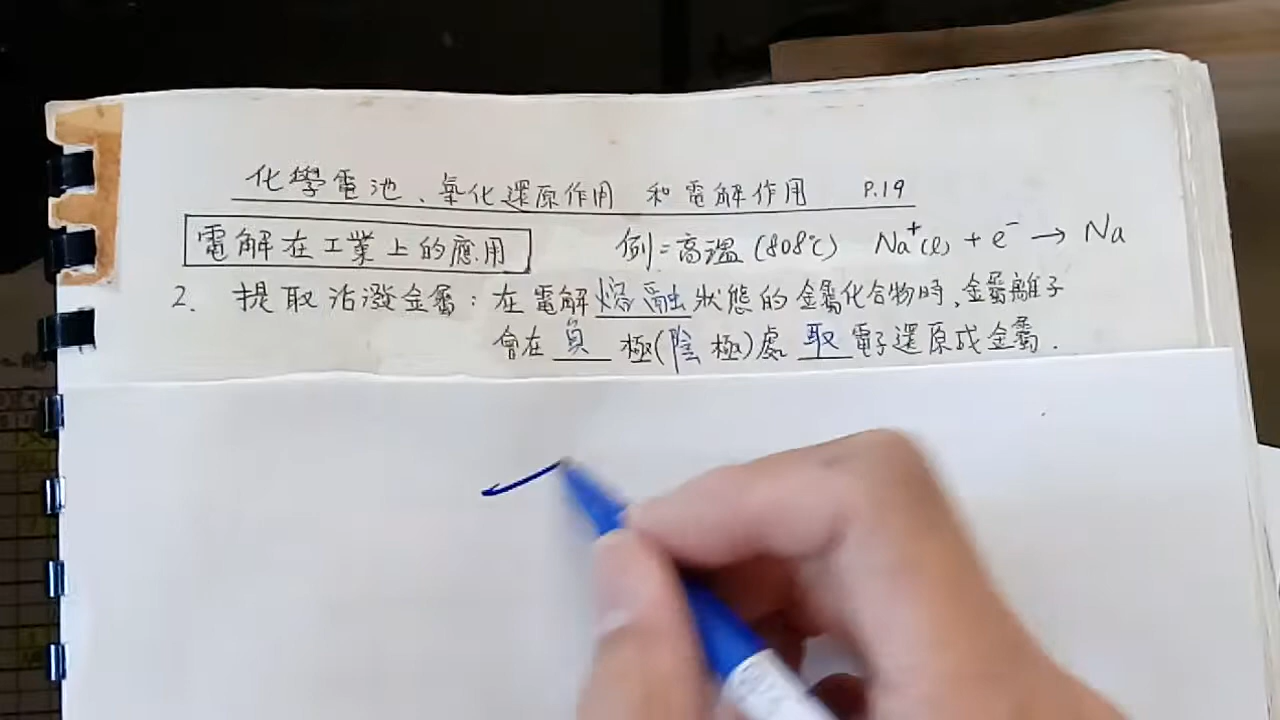 化學電池、氧化還原作用 和電解作用 P.19
電解在工業上的應用
例=高溫 (808℃) Na⁺(l) + e⁻ → Na
2. 提取活潑金屬：在電解熔融狀態的金屬化合物時，金屬離子
會在負極(陰極)處取電子還原成金屬．